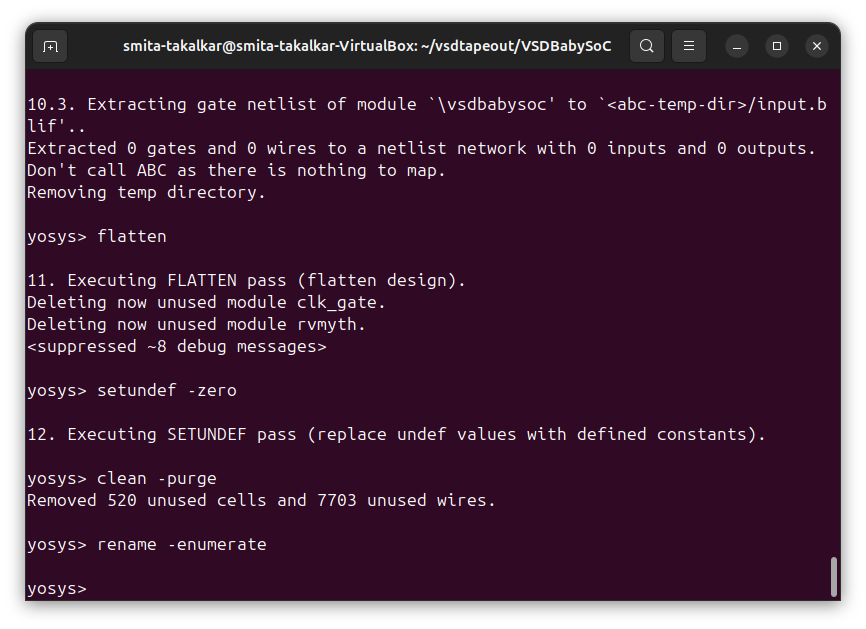 smita-takalkar@smita-takalkar-VirtualBox: ~/vsdtapeout/VSDBabySoC
10.3. Extracting gate netlist of module `\vsdbabysoc' to `<abc-temp-dir>/input.b
lif'..
Extracted 0 gates and 0 wires to a netlist network with 0 inputs and 0 outputs.
Don't call ABC as there is nothing to map.
Removing temp directory.
yosys> flatten
11. Executing FLATTEN pass (flatten design).
Deleting now unused module clk_gate.
Deleting now unused module rvmyth.
<suppressed ~8 debug messages>
yosys> setundef -zero
12. Executing SETUNDEF pass (replace undef values with defined constants).
yosys> clean -purge
Removed 520 unused cells and 7703 unused wires.
yosys> rename -enumerate
yosys>